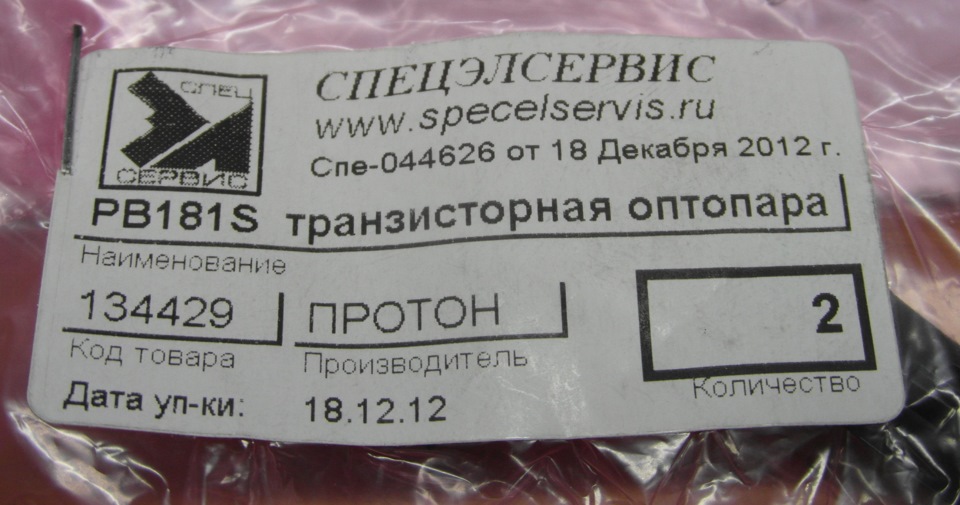 СПЕЦ
СЕРВИС
СПЕЦЭЛСЕРВИС
www.specelservis.ru
Спе-044626 от 18 Декабря 2012 г.
PB181S транзисторная оптопара
Наименование
134429 ПРОТОН 2
Код товара Производитель Количество
Дата уп-ки: 18.12.12